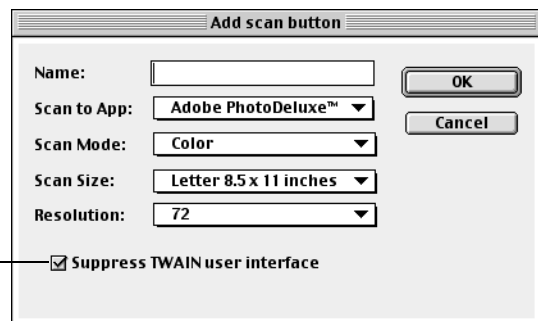 Add scan button
Name:
OK
Scan to App: Adobe PhotoDeluxe™
Cancel
Scan Mode: Color
Scan Size: Letter 8.5 x 11 inches
Resolution: 72
Suppress TWAIN user interface